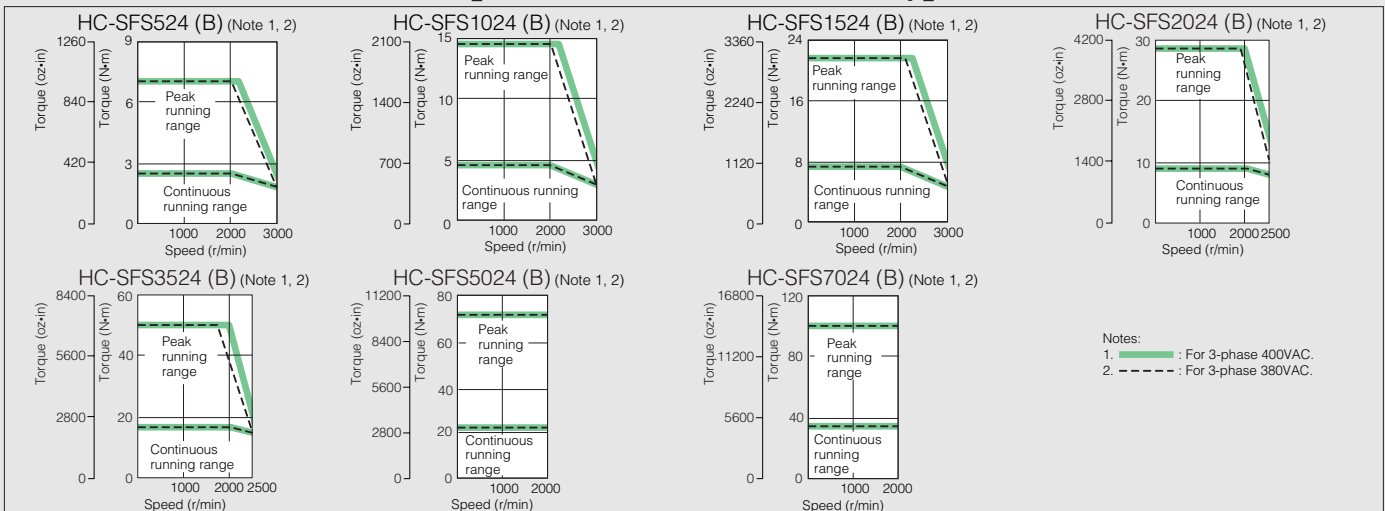 HC-SFS524 (B) (Note 1, 2)
Torque (oz•in)
1260
840
420
0
Torque (N•m)
9
6
3
0
Peak
running
range
Continuous
running range
1000 2000 3000
Speed (r/min)
HC-SFS1024 (B) (Note 1, 2)
Torque (oz•in)
2100
1400
700
0
Torque (N•m)
15
10
5
0
Peak
running range
Continuous running
range
1000 2000 3000
Speed (r/min)
HC-SFS1524 (B) (Note 1, 2)
Torque (oz•in)
3360
2240
1120
0
Torque (N•m)
24
16
8
0
Peak
running range
Continuous running
range
1000 2000 3000
Speed (r/min)
HC-SFS2024 (B) (Note 1, 2)
Torque (oz•in)
4200
2800
1400
0
Torque (N•m)
30
20
10
0
Peak
running
range
Continuous
running range
1000 2000 2500
Speed (r/min)
HC-SFS3524 (B) (Note 1, 2)
Torque (oz•in)
8400
5600
2800
0
Torque (N•m)
60
40
20
0
Peak
running
range
Continuous
running range
1000 2000 2500
Speed (r/min)
HC-SFS5024 (B) (Note 1, 2)
Torque (oz•in)
11200
8400
5600
2800
0
Torque (N•m)
80
60
40
20
0
Peak
running
range
Continuous
running
range
1000 2000
Speed (r/min)
HC-SFS7024 (B) (Note 1, 2)
Torque (oz•in)
16800
11200
5600
0
Torque (N•m)
120
80
40
0
Peak
running
range
Continuous
running
range
1000 2000
Speed (r/min)
Notes:
1. : For 3-phase 400VAC.
2. : For 3-phase 380VAC.